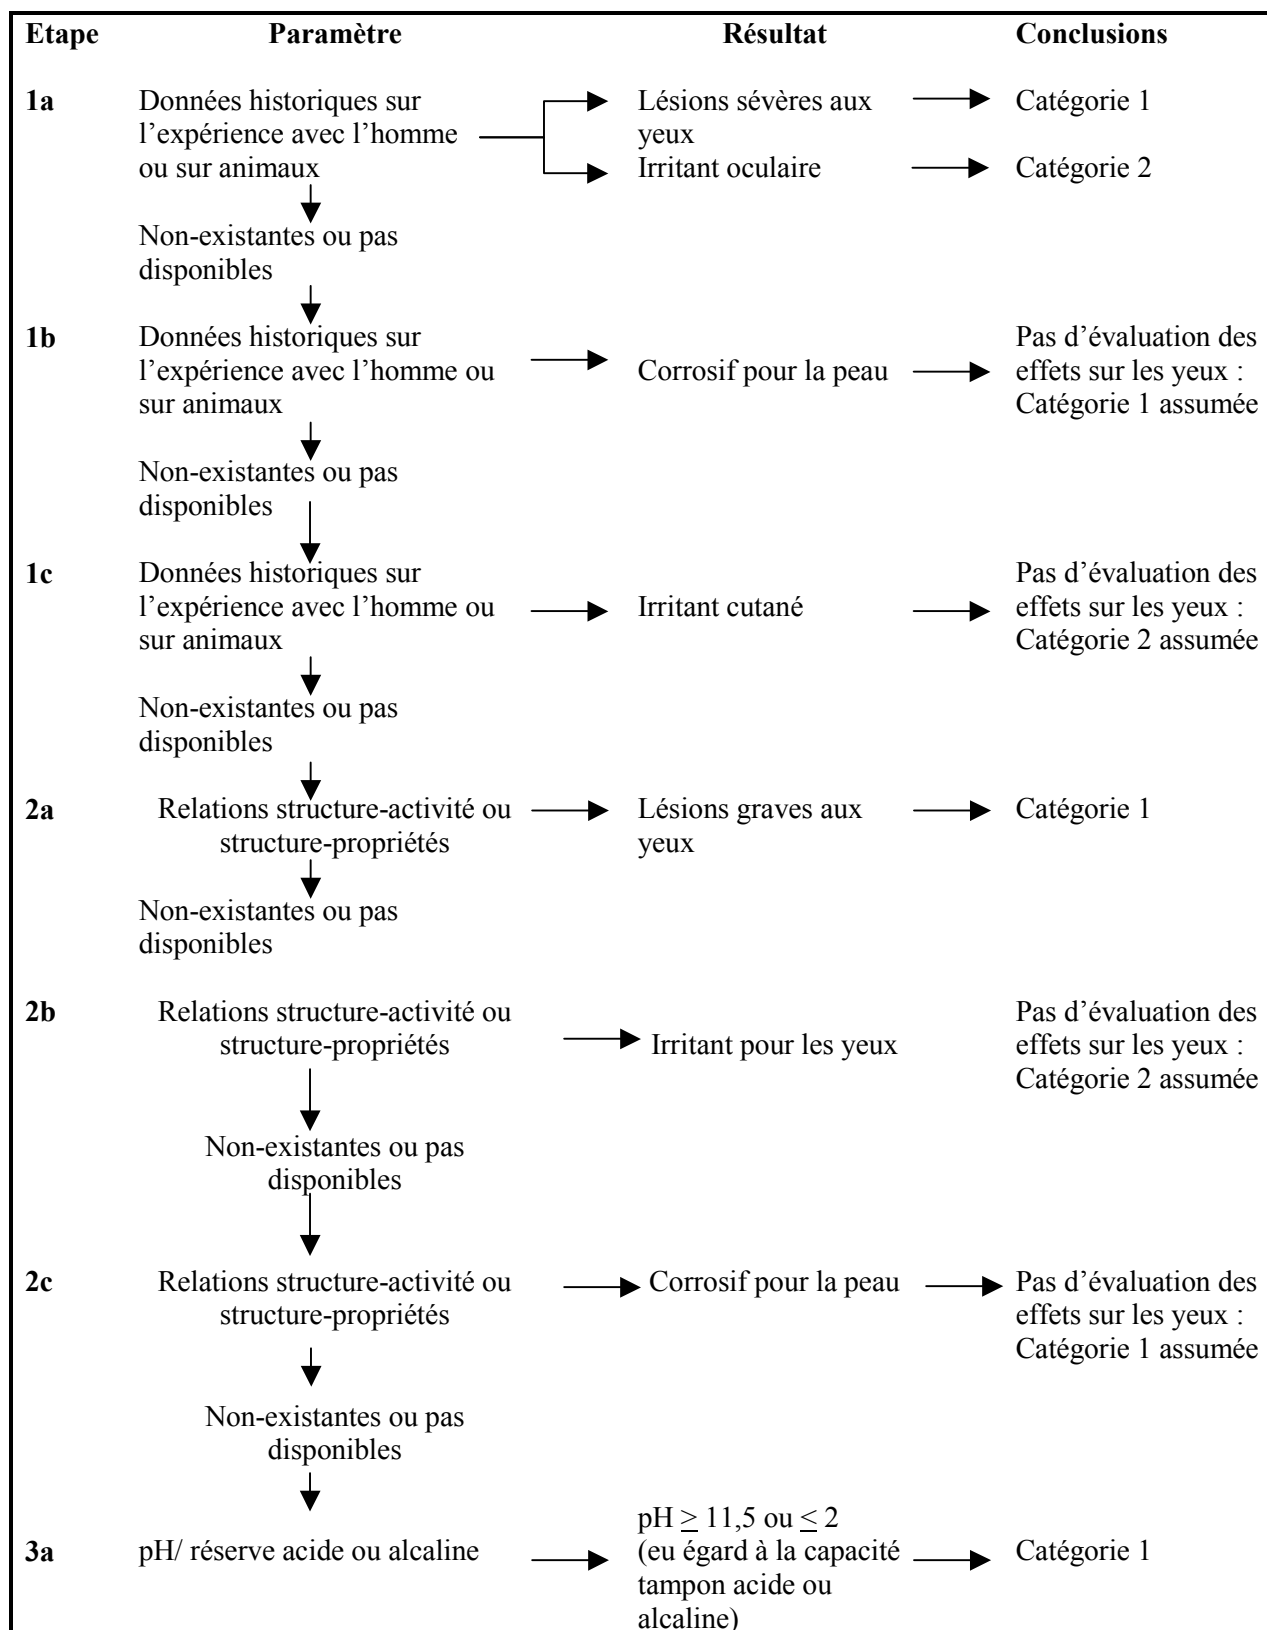 Etape Paramètre Résultat Conclusions
1a Données historiques sur Lésions sévères aux Catégorie 1
l’expérience avec l’homme yeux
ou sur animaux Irritant oculaire Catégorie 2
Non-existantes ou pas
disponibles
1b Données historiques sur Pas d’évaluation des
l’expérience avec l’homme ou Corrosif pour la peau effets sur les yeux :
sur animaux Catégorie 1 assumée
Non-existantes ou pas
disponibles
1c Données historiques sur Pas d’évaluation des
l’expérience avec l’homme ou Irritant cutané effets sur les yeux :
sur animaux Catégorie 2 assumée
Non-existantes ou pas
disponibles
2a Relations structure-activité ou Lésions graves aux Catégorie 1
structure-propriétés yeux
Non-existantes ou pas
disponibles
2b Relations structure-activité ou Pas d’évaluation des
structure-propriétés Irritant pour les yeux effets sur les yeux :
Catégorie 2 assumée
Non-existantes ou pas
disponibles
2c Relations structure-activité ou Corrosif pour la peau Pas d’évaluation des
structure-propriétés effets sur les yeux :
Catégorie 1 assumée
Non-existantes ou pas
disponibles
pH ≥ 11,5 ou ≤ 2
3a pH/ réserve acide ou alcaline (eu égard à la capacité Catégorie 1
tampon acide ou
alcaline)